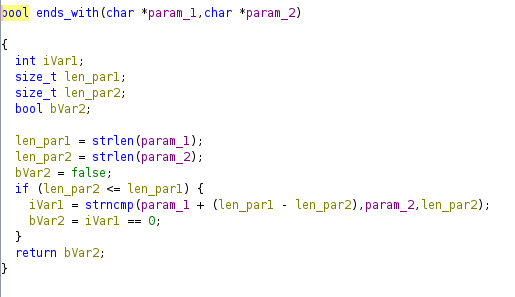 bool ends_with(char *param_1,char *param_2)
{
int iVar1;
size_t len_par1;
size_t len_par2;
bool bVar2;
len_par1 = strlen(param_1);
len_par2 = strlen(param_2);
bVar2 = false;
if (len_par2 <= len_par1) {
iVar1 = strncmp(param_1 + (len_par1 - len_par2),param_2,len_par2);
bVar2 = iVar1 == 0;
}
return bVar2;
}